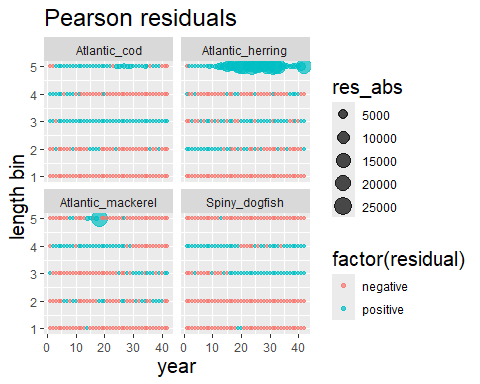 Pearson residuals
Atlantic_cod
Atlantic_herring
5
4
3
2
1
Atlantic_mackerel
Spiny_dogfish
5
4
3
2
1
0 10 20 30 40 0 10 20 30 40
length bin
year
res_abs
5000
10000
15000
20000
25000
factor(residual)
negative
positive